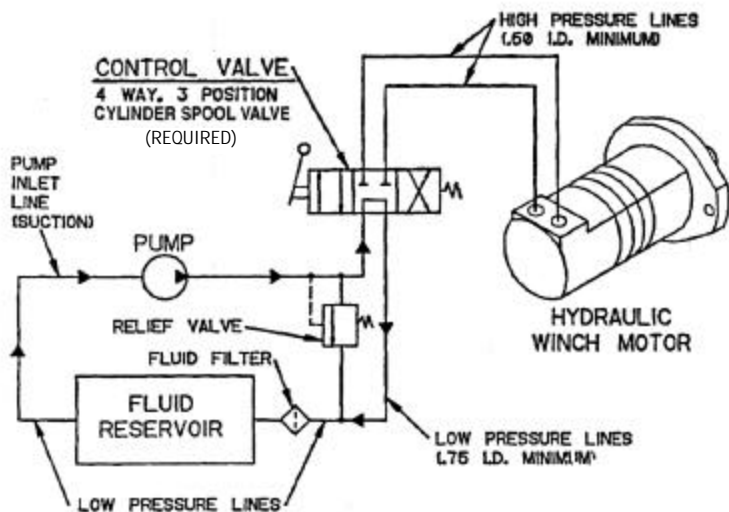 HIGH PRESSURE LINES
(.50 I.D. MINIMUM)
CONTROL VALVE
4 WAY, 3 POSITION
CYLINDER SPOOL VALVE
(REQUIRED)
PUMP
INLET
LINE
(SUCTION)
PUMP
RELIEF VALVE
FLUID FILTER
FLUID
RESERVOIR
HYDRAULIC
WINCH MOTOR
LOW PRESSURE LINES
(.75 I.D. MINIMUM)
LOW PRESSURE LINES